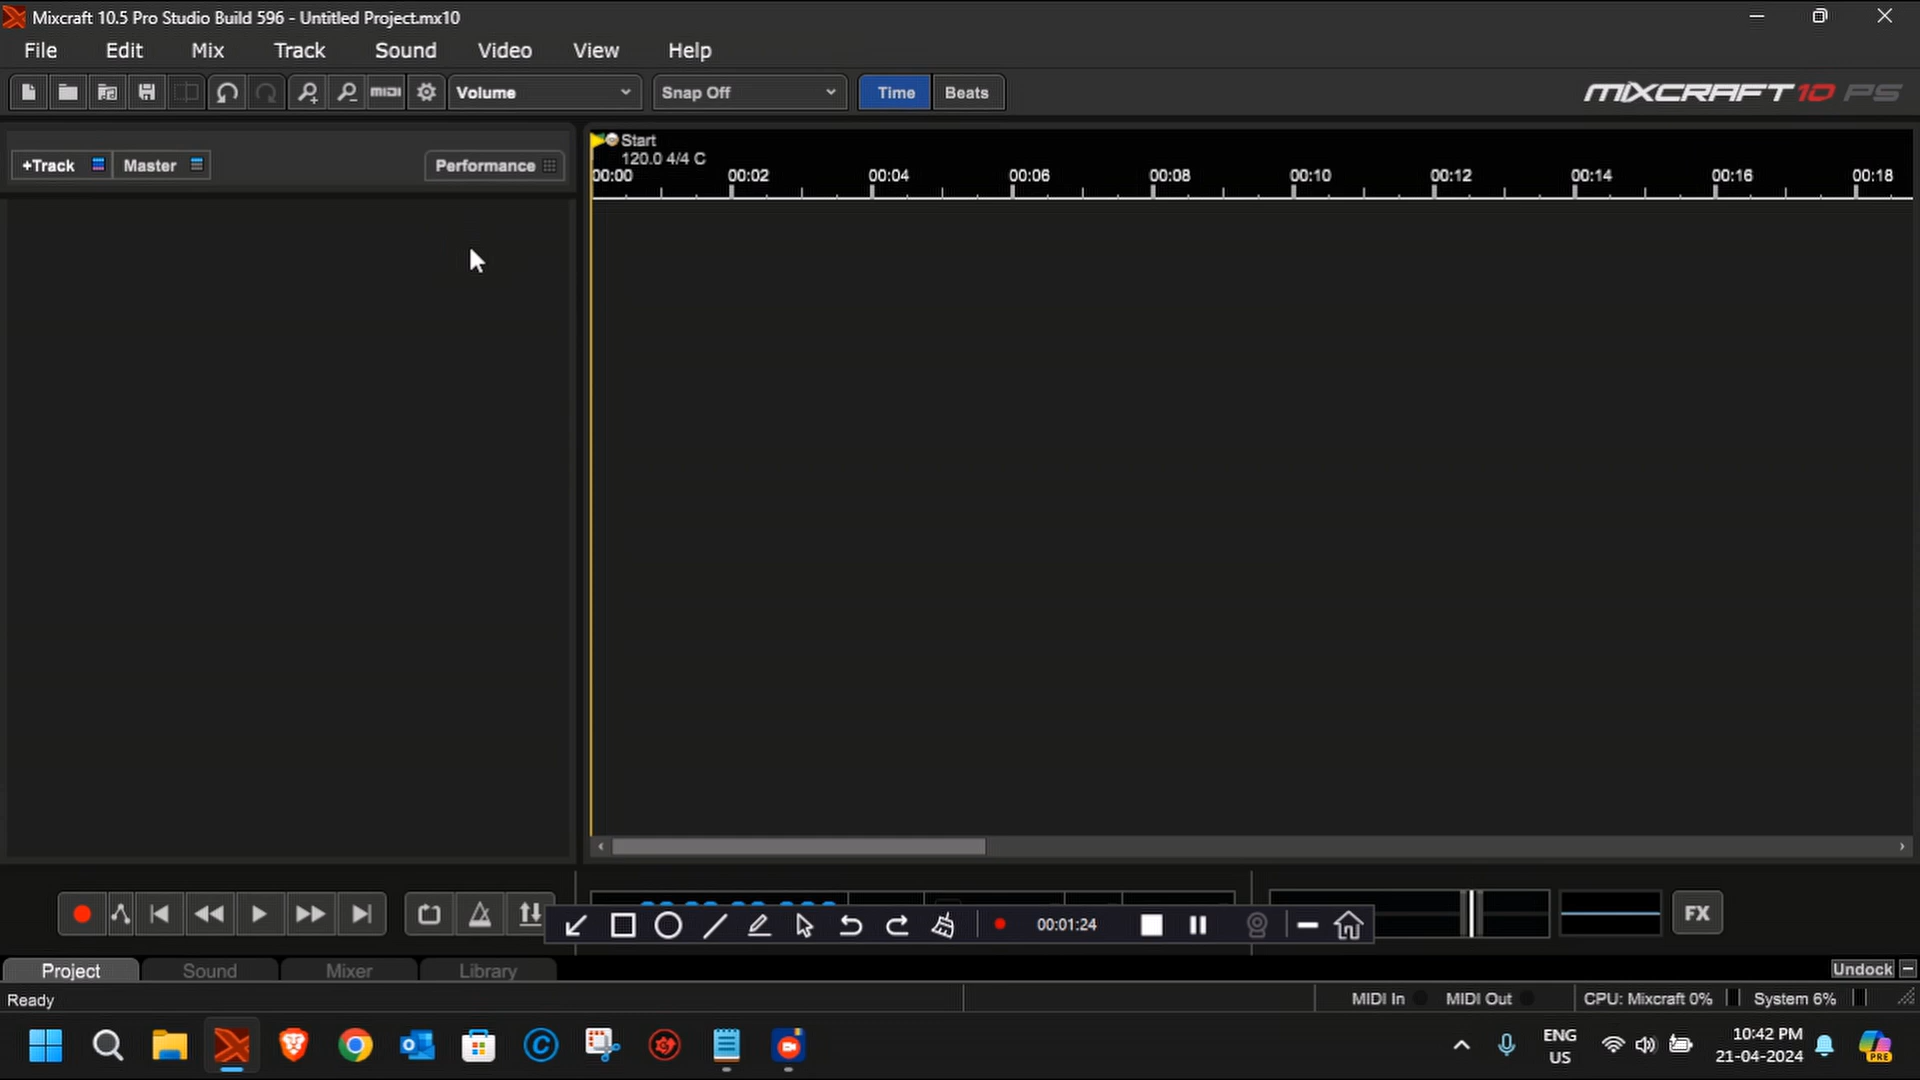 Mixcraft 10.5 Pro Studio Build 596 - Untitled Project.mx10
File Edit Mix Track Sound Video View Help
MIDI Volume Snap Off Time Beats MIXCRAFT 10 PS
+Track Master Performance
Start
120.0 4/4 C
00:00 00:02 00:04 00:06 00:08 00:10 00:12 00:14 00:16 00:18
00:01:24
FX
Project Sound Mixer Library Undock
Ready MIDI In MIDI Out CPU: Mixcraft 0% System 6%
ENG 10:42 PM
US 21-04-2024
PRE